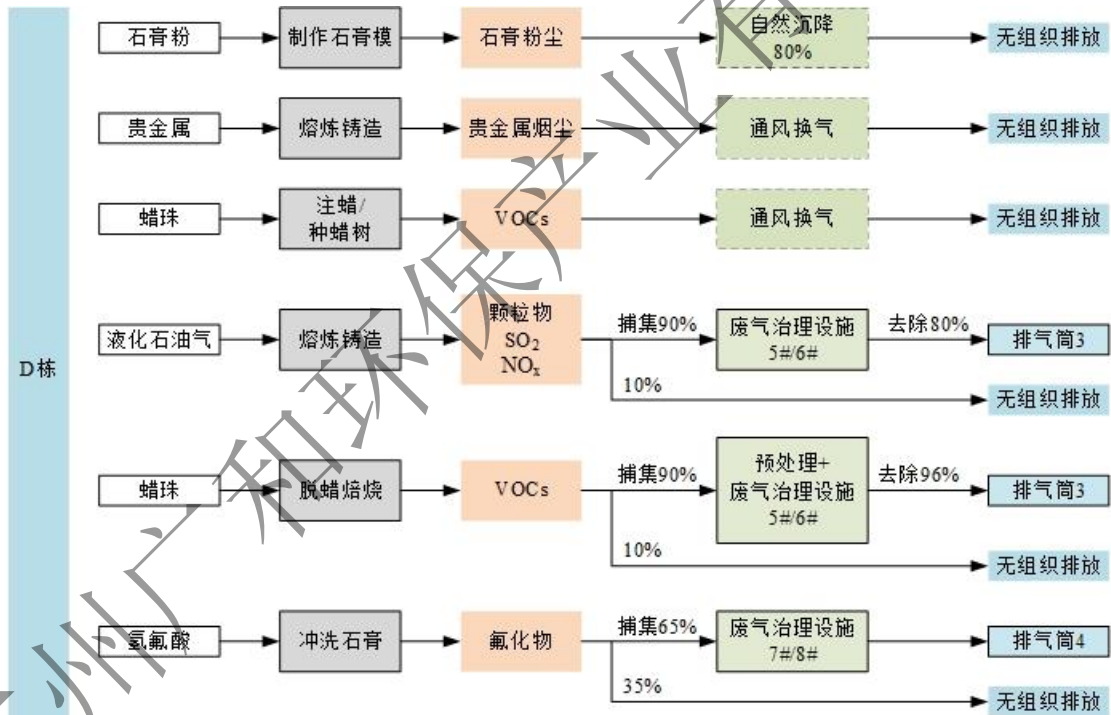 D栋
石膏粉
制作石膏模
石膏粉尘
自然沉降
80%
无组织排放
贵金属
熔炼铸造
贵金属烟尘
通风换气
无组织排放
蜡珠
注蜡/
种蜡树
VOCs
通风换气
无组织排放
液化石油气
熔炼铸造
颗粒物
SO₂
NOₓ
捕集90%
废气治理设施
5#/6#
去除80%
排气筒3
10%
无组织排放
蜡珠
脱蜡焙烧
VOCs
捕集90%
预处理+
废气治理设施
5#/6#
去除96%
排气筒3
10%
无组织排放
氢氟酸
冲洗石膏
氟化物
捕集65%
废气治理设施
7#/8#
排气筒4
35%
无组织排放
州广和环保产业有